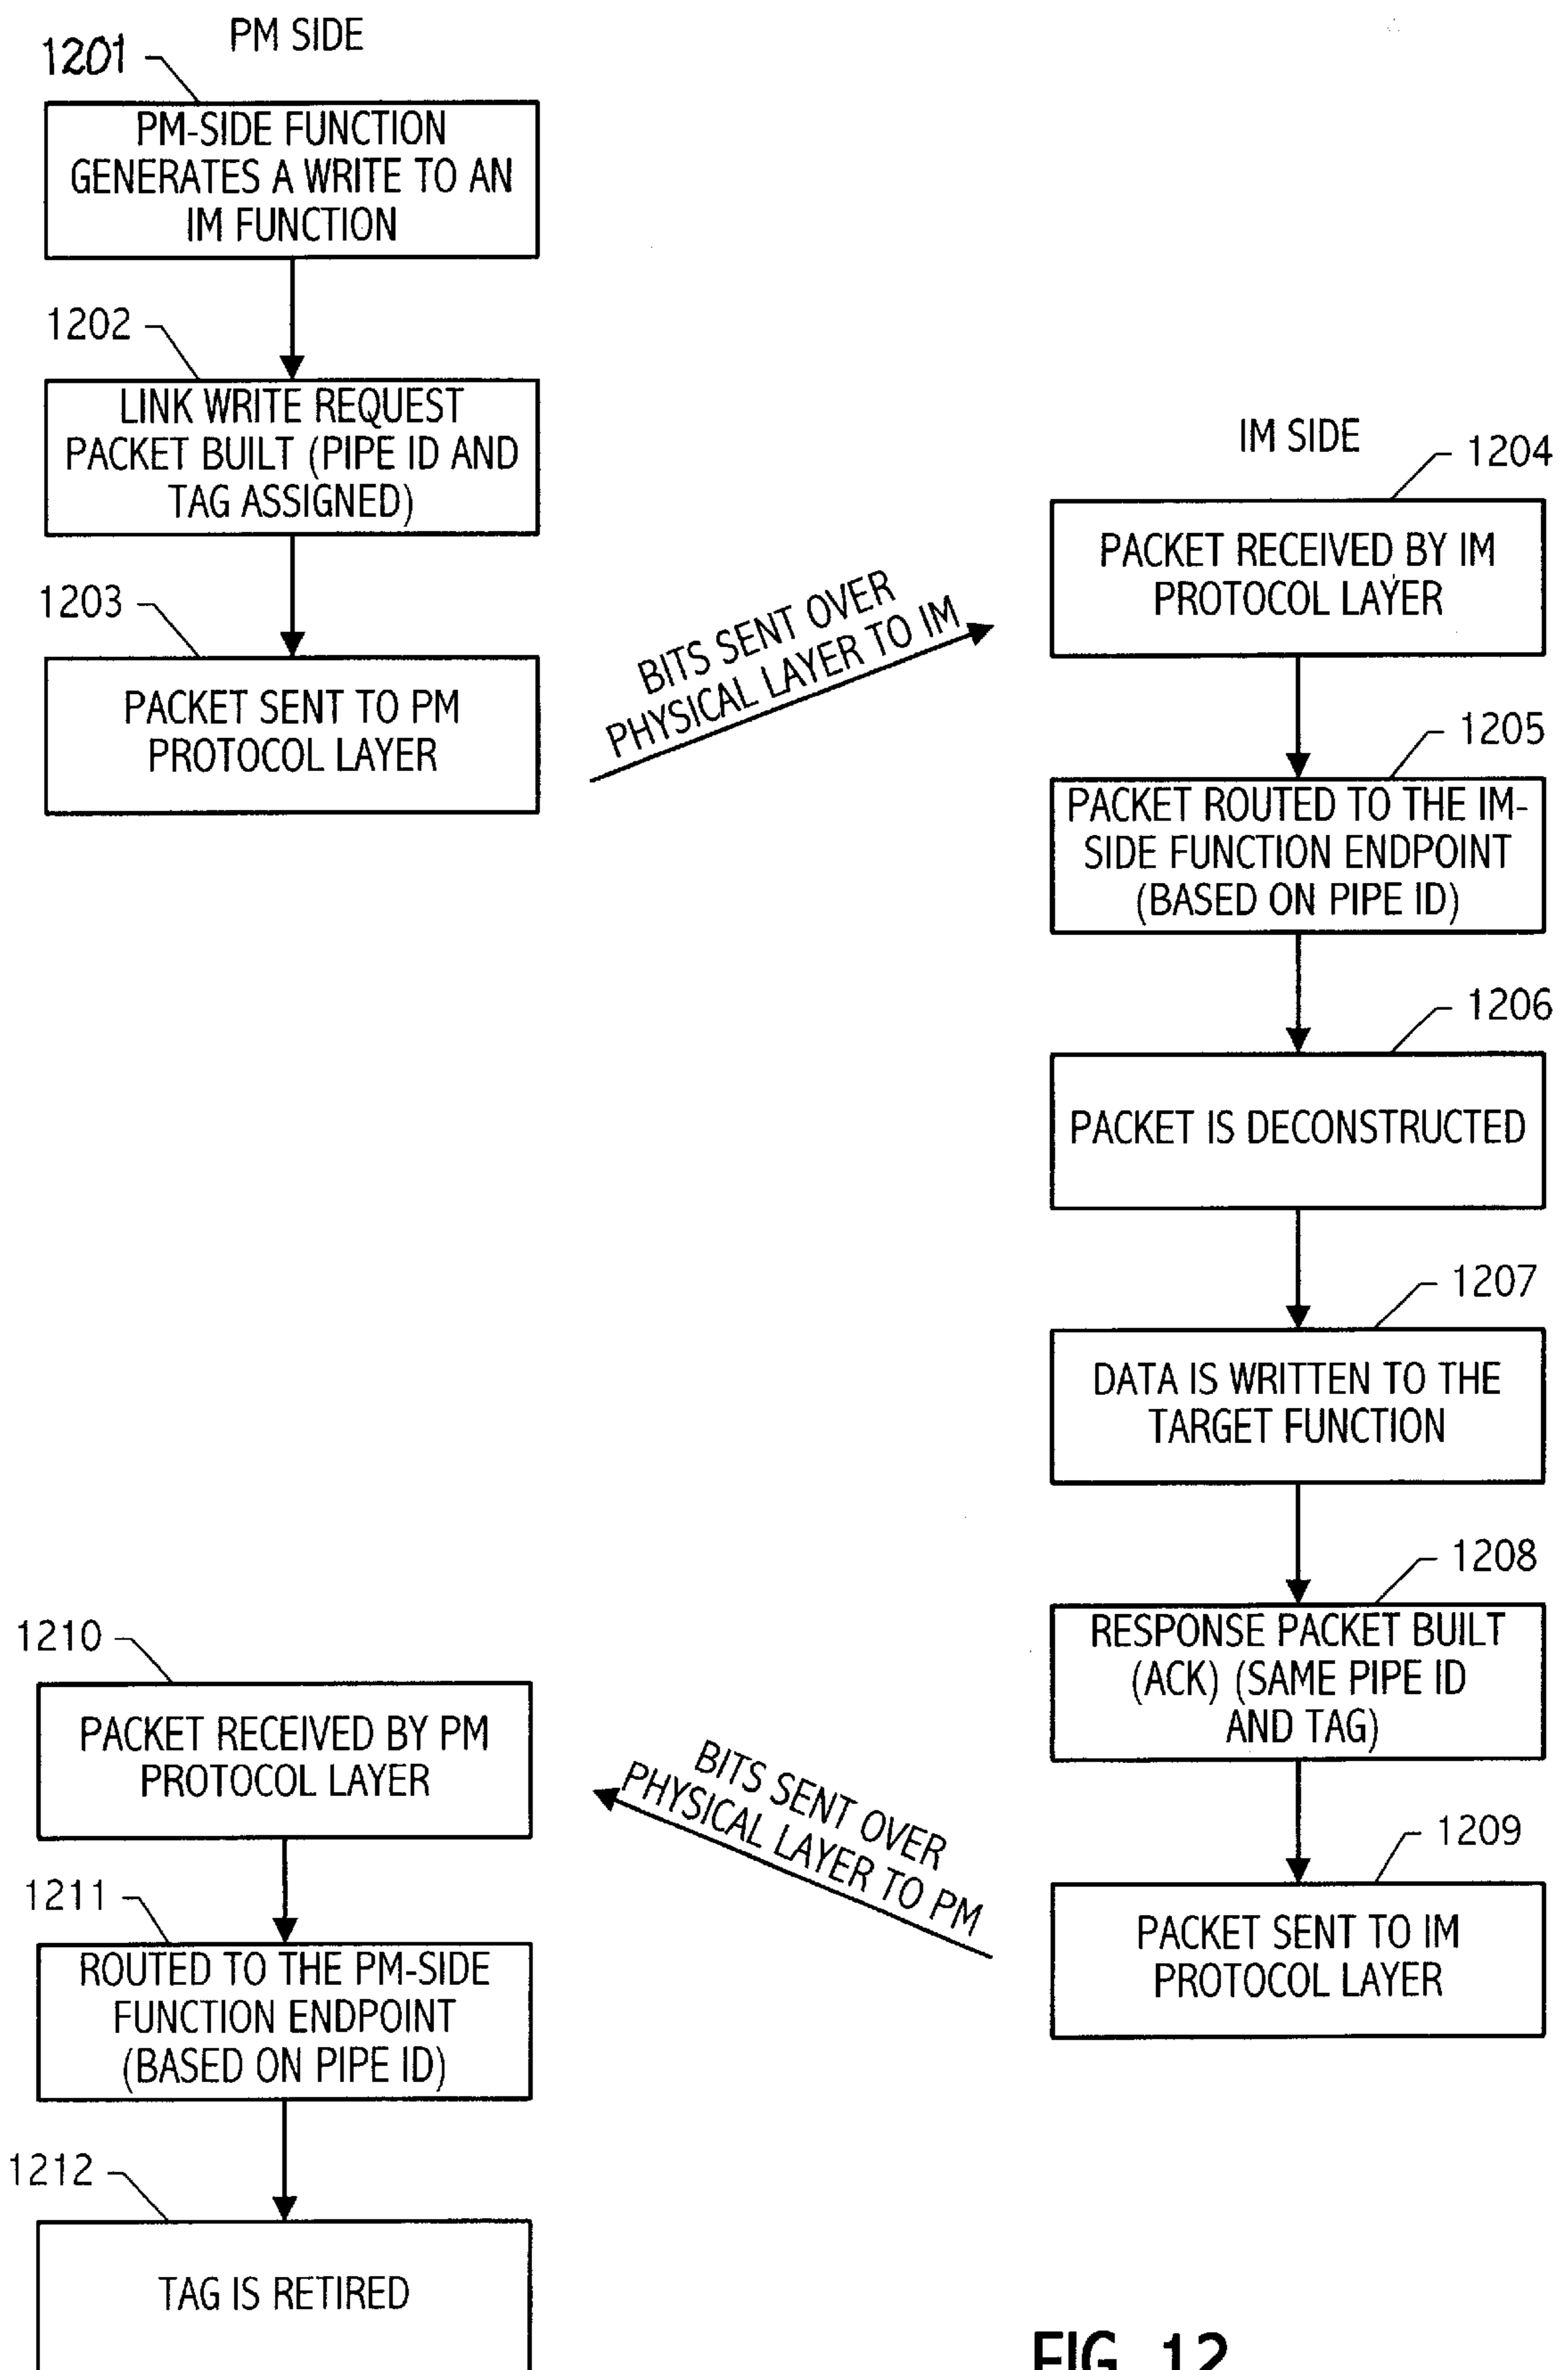 PM SIDE
1201
PM-SIDE FUNCTION
GENERATES A WRITE TO AN
IM FUNCTION
1202
LINK WRITE REQUEST
PACKET BUILT (PIPE ID AND
TAG ASSIGNED)
1203
PACKET SENT TO PM
PROTOCOL LAYER
BITS SENT OVER
PHYSICAL LAYER TO IM
IM SIDE
1204
PACKET RECEIVED BY IM
PROTOCOL LAYER
1205
PACKET ROUTED TO THE IM-
SIDE FUNCTION ENDPOINT
(BASED ON PIPE ID)
1206
PACKET IS DECONSTRUCTED
1207
DATA IS WRITTEN TO THE
TARGET FUNCTION
1208
RESPONSE PACKET BUILT
(ACK) (SAME PIPE ID
AND TAG)
1209
PACKET SENT TO IM
PROTOCOL LAYER
BITS SENT OVER
PHYSICAL LAYER TO PM
1210
PACKET RECEIVED BY PM
PROTOCOL LAYER
1211
ROUTED TO THE PM-SIDE
FUNCTION ENDPOINT
(BASED ON PIPE ID)
1212
TAG IS RETIRED
FIG. 12